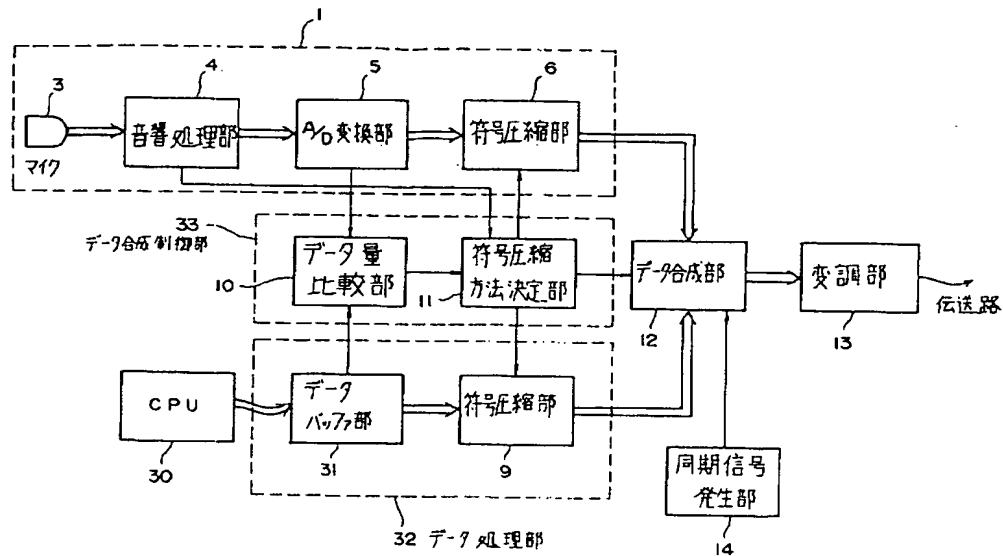 1
3
4
5
6
音響処理部
A/D変換部
符号圧縮部
マイク
33
データ合成制御部
データ量
比較部
10
符号圧縮
方法決定部
11
データ合成部
12
変調部
13
伝送路
CPU
30
データ
バッファ部
31
符号圧縮部
9
同期信号
発生部
14
32 データ処理部